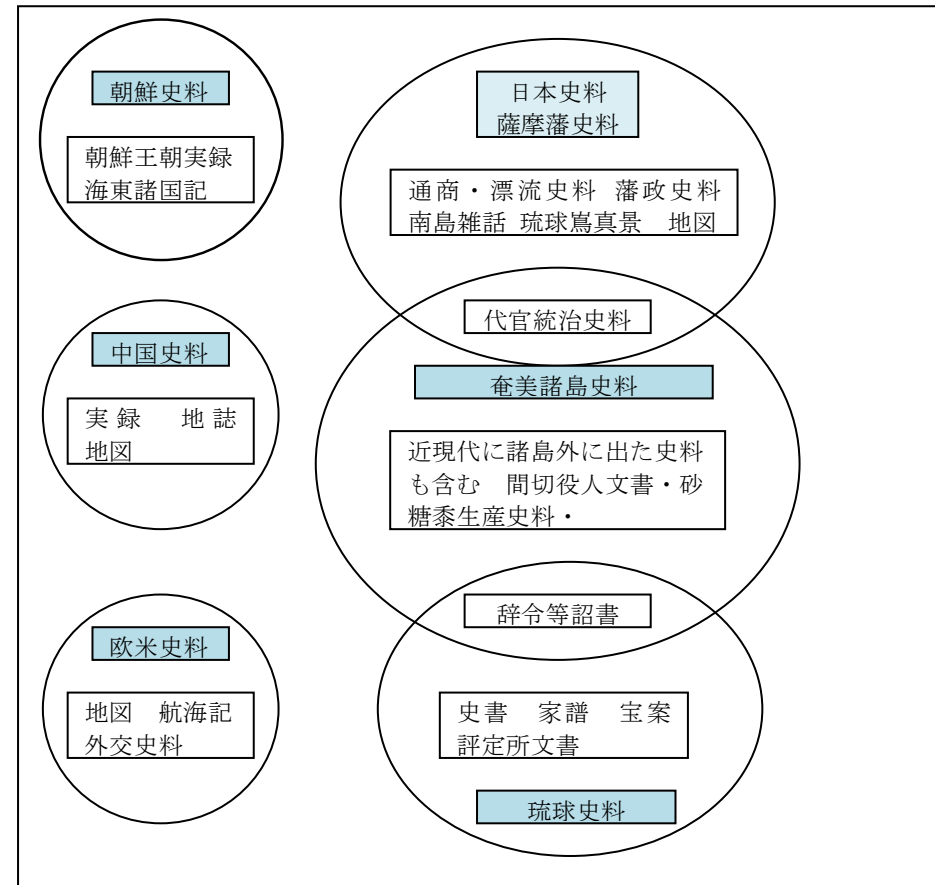 朝鮮史料
朝鮮王朝実録
海東諸国記
中国史料
実録 地誌
地図
欧米史料
地図 航海記
外交史料
日本史料
薩摩藩史料
通商・漂流史料 藩政史料
南島雑話 琉球嶌真景 地図
代官統治史料
奄美諸島史料
近現代に諸島外に出た史料
も含む 間切役人文書・砂
糖黍生産史料・
辞令等詔書
史書 家譜 宝案
評定所文書
琉球史料